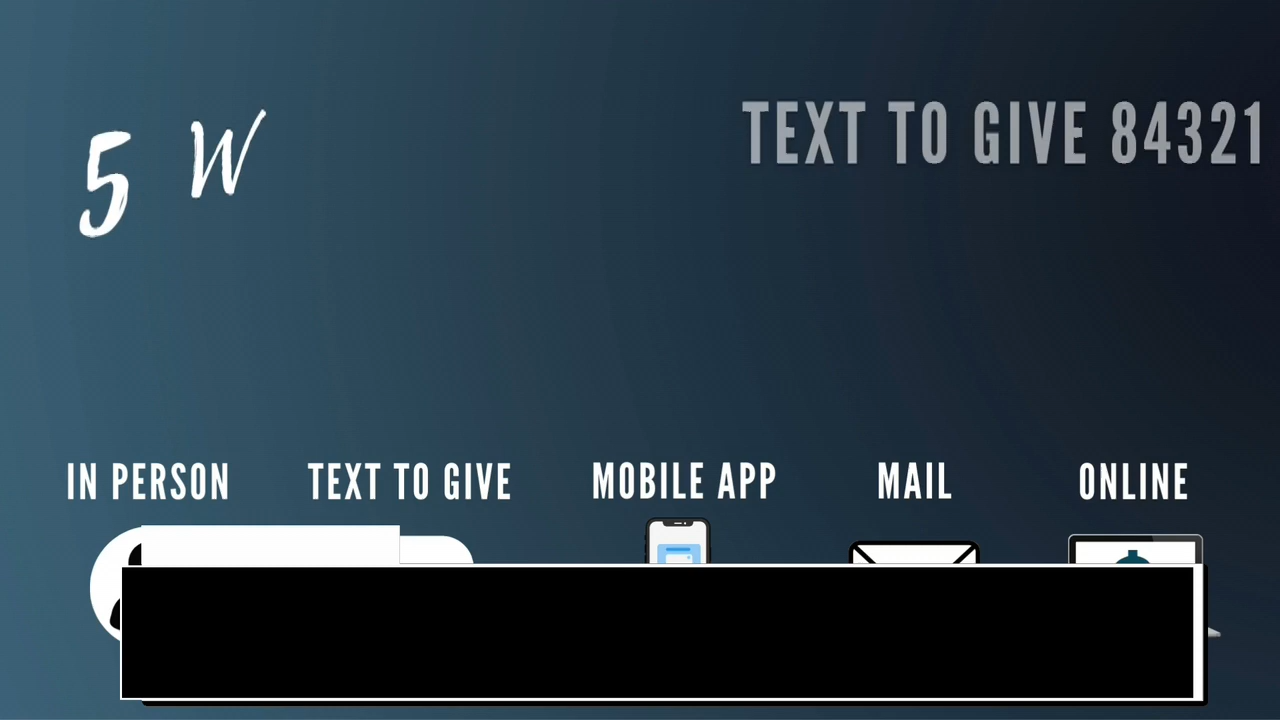 5 W
TEXT TO GIVE 84321
IN PERSON
TEXT TO GIVE
MOBILE APP
MAIL
ONLINE